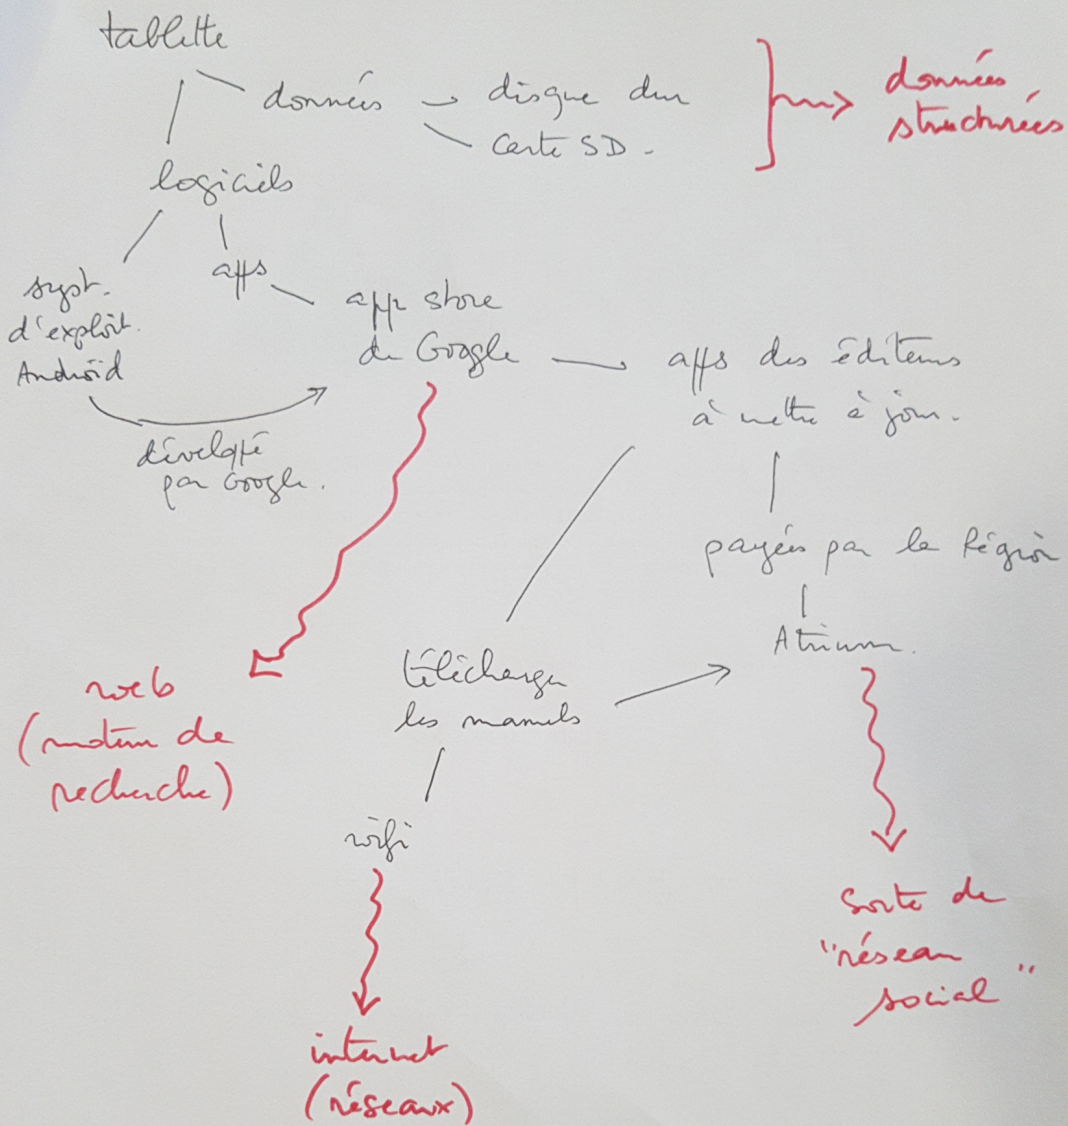 tablette
données
disque dur
carte SD.
données
structurées
logiciels
syst.
d'exploit.
Androïd
apps
app store
de Google
apps des éditeurs
à mettre à jour.
développé
par Google.
payées par la Région
Atrium.
télécharger
les manuels
web
(moteur de
recherche)
wifi
sorte de
"réseau
social"
internet
(réseaux)